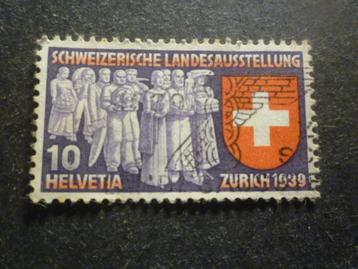 SCHWEIZERISCHE LANDESAUSSTELLUNG
10
HELVETIA ZURICH 1939